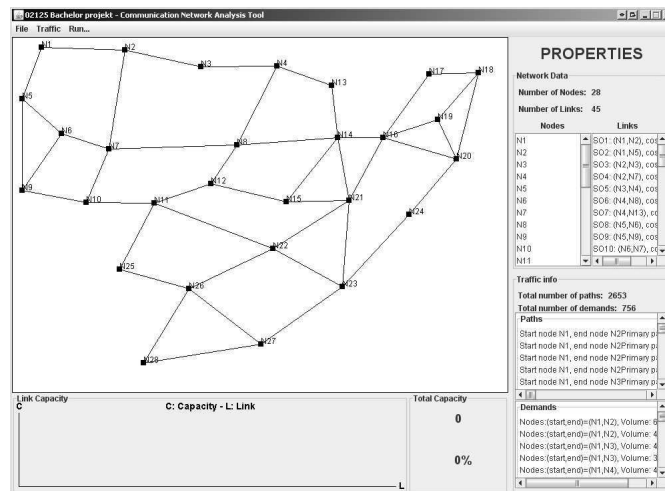 02125 Bachelor projekt - Communication Network Analysis Tool
File Traffic Run...
N1
N2
N3
N4
N13
N17
N18
N5
N6
N7
N8
N14
N16
N19
N20
N9
N10
N11
N12
N15
N21
N24
N25
N22
N26
N23
N27
N28
PROPERTIES
Network Data
Number of Nodes: 28
Number of Links: 45
Nodes Links
N1 SO1: (N1,N2), cos
N2 SO2: (N1,N5), cos
N3 SO3: (N2,N3), cos
N4 SO4: (N2,N7), cos
N5 SO5: (N3,N4), cos
N6 SO6: (N4,N8), cos
N7 SO7: (N4,N13), co
N8 SO8: (N5,N6), cos
N9 SO9: (N5,N9), cos
N10 SO10: (N6,N7), co
N11
Traffic info
Total number of paths: 2653
Total number of demands: 756
Paths
Start node N1, end node N2Primary pa
Start node N1, end node N2Primary pa
Start node N1, end node N2Primary pa
Start node N1, end node N2Primary pa
Start node N1, end node N3Primary pa
Demands
Nodes:(start,end)=(N1,N2), Volume: 6
Nodes:(start,end)=(N1,N2), Volume: 4
Nodes:(start,end)=(N1,N3), Volume: 4
Nodes:(start,end)=(N1,N3), Volume: 3
Nodes:(start,end)=(N1,N4), Volume: 4
Link Capacity
C
C: Capacity - L: Link
L
Total Capacity
0
0%